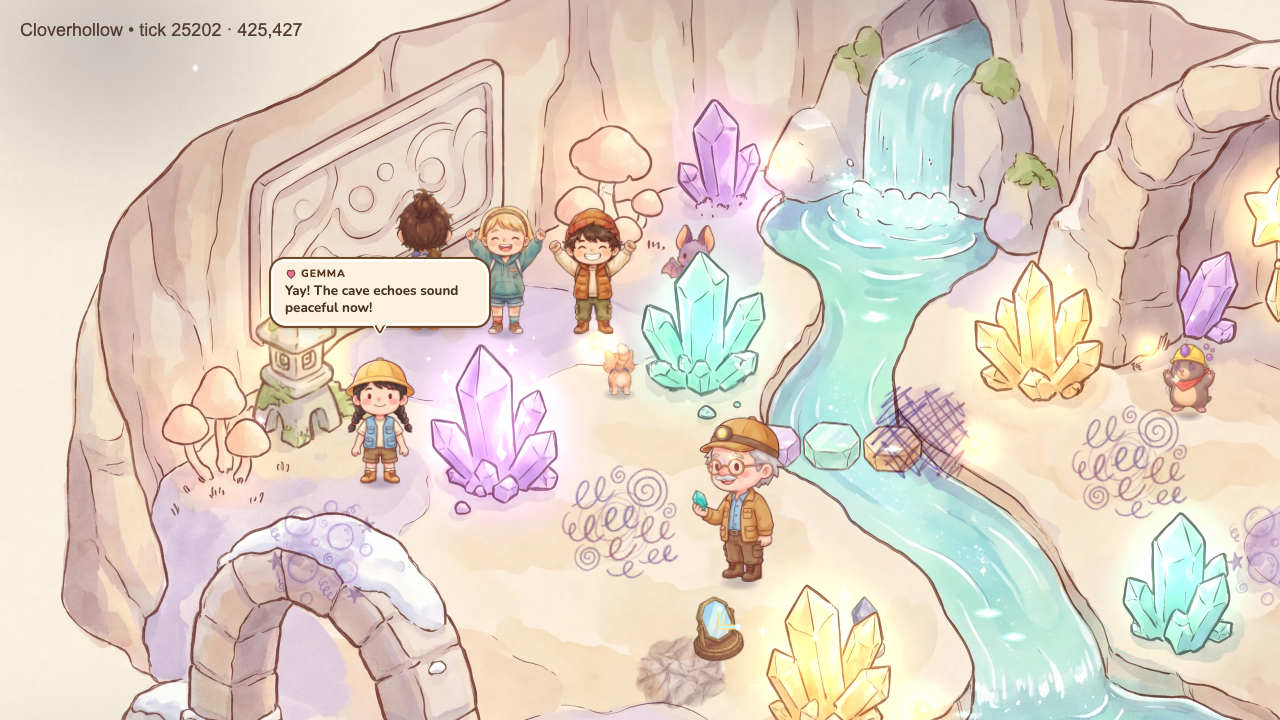 Cloverhollow • tick 25202 · 425,427
GEMMA
Yay! The cave echoes sound
peaceful now!